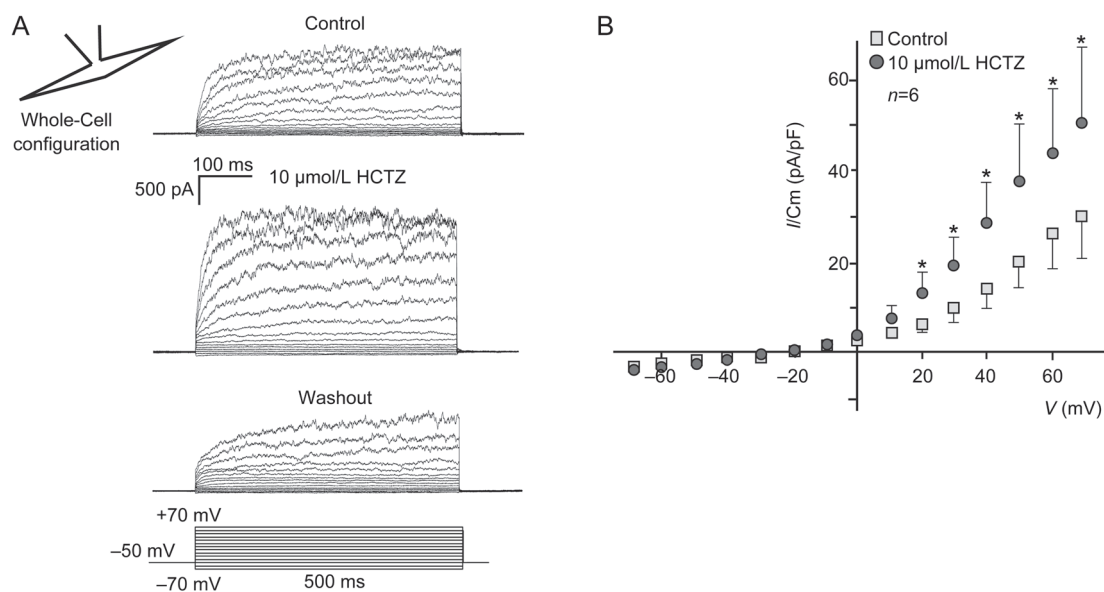 A
Control
Whole-Cell
configuration
100 ms
500 pA
10 µmol/L HCTZ
Washout
+70 mV
–50 mV
–70 mV
500 ms
B
Control
10 µmol/L HCTZ
n=6
I/Cm (pA/pF)
60
40
20
* * * * * *
–60 –40 –20 20 40 60
V (mV)